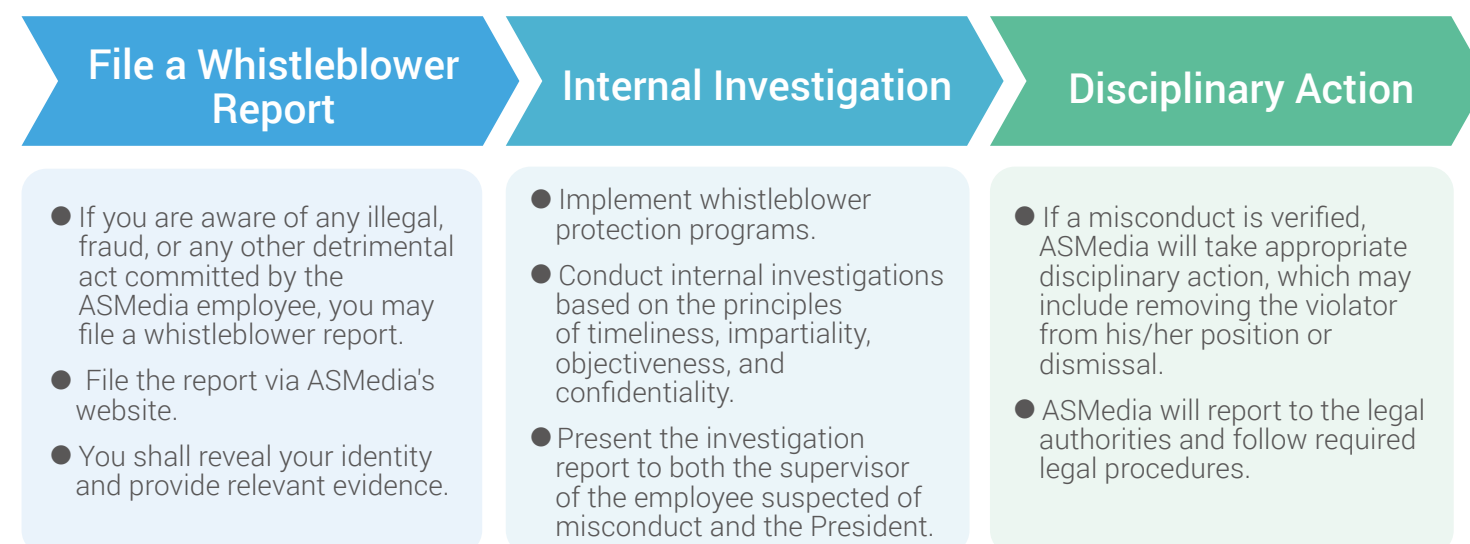 File a Whistleblower
Report
Internal Investigation
Disciplinary Action
● If you are aware of any illegal,
fraud, or any other detrimental
act committed by the
ASMedia employee, you may
file a whistleblower report.
● File the report via ASMedia's
website.
● You shall reveal your identity
and provide relevant evidence.
● Implement whistleblower
protection programs.
● Conduct internal investigations
based on the principles
of timeliness, impartiality,
objectiveness, and
confidentiality.
● Present the investigation
report to both the supervisor
of the employee suspected of
misconduct and the President.
● If a misconduct is verified,
ASMedia will take appropriate
disciplinary action, which may
include removing the violator
from his/her position or
dismissal.
● ASMedia will report to the legal
authorities and follow required
legal procedures.